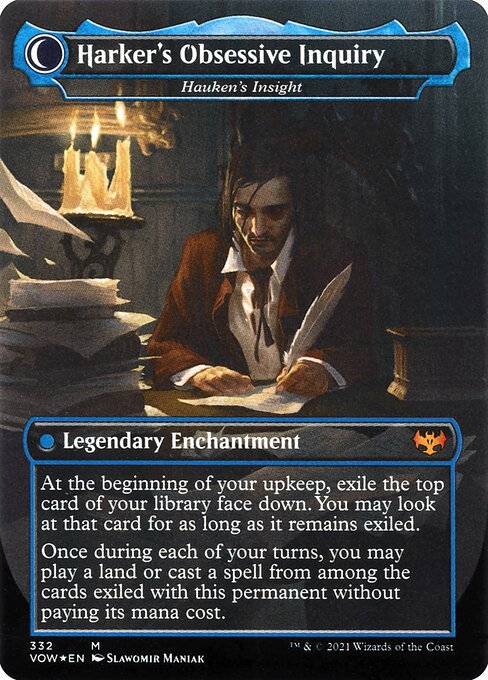 Harker's Obsessive Inquiry
Hauken's Insight
Legendary Enchantment
At the beginning of your upkeep, exile the top
card of your library face down. You may look
at that card for as long as it remains exiled.
Once during each of your turns, you may
play a land or cast a spell from among the
cards exiled with this permanent without
paying its mana cost.
332 M
VOW★EN Slawomir Maniak
™ & © 2021 Wizards of the Coast